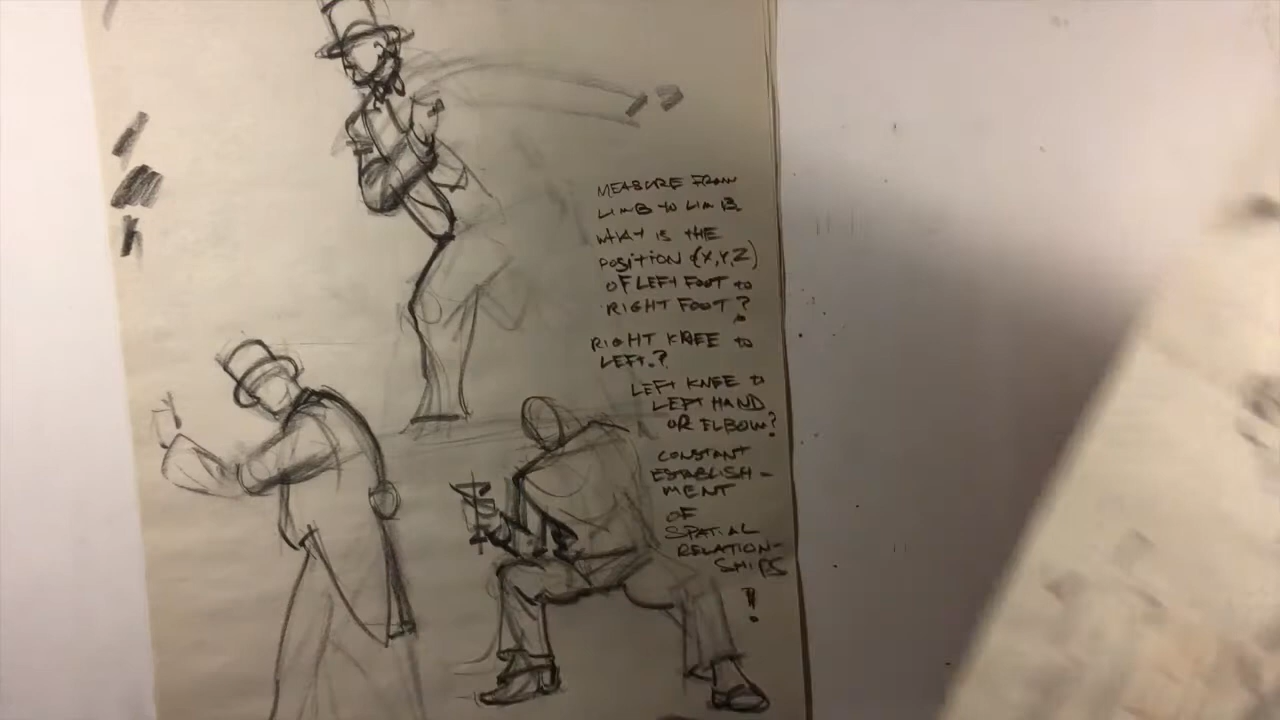 MEASURE FROM
LIMB TO LIMB.
WHAT IS THE
POSITION (X,Y,Z)
OF LEFT FOOT TO
RIGHT FOOT?
RIGHT KNEE TO
LEFT.?
LEFT KNEE TO
LEFT HAND
OR ELBOW?
CONSTANT
ESTABLISH-
MENT
OF
SPATIAL
RELATION-
SHIPS
!